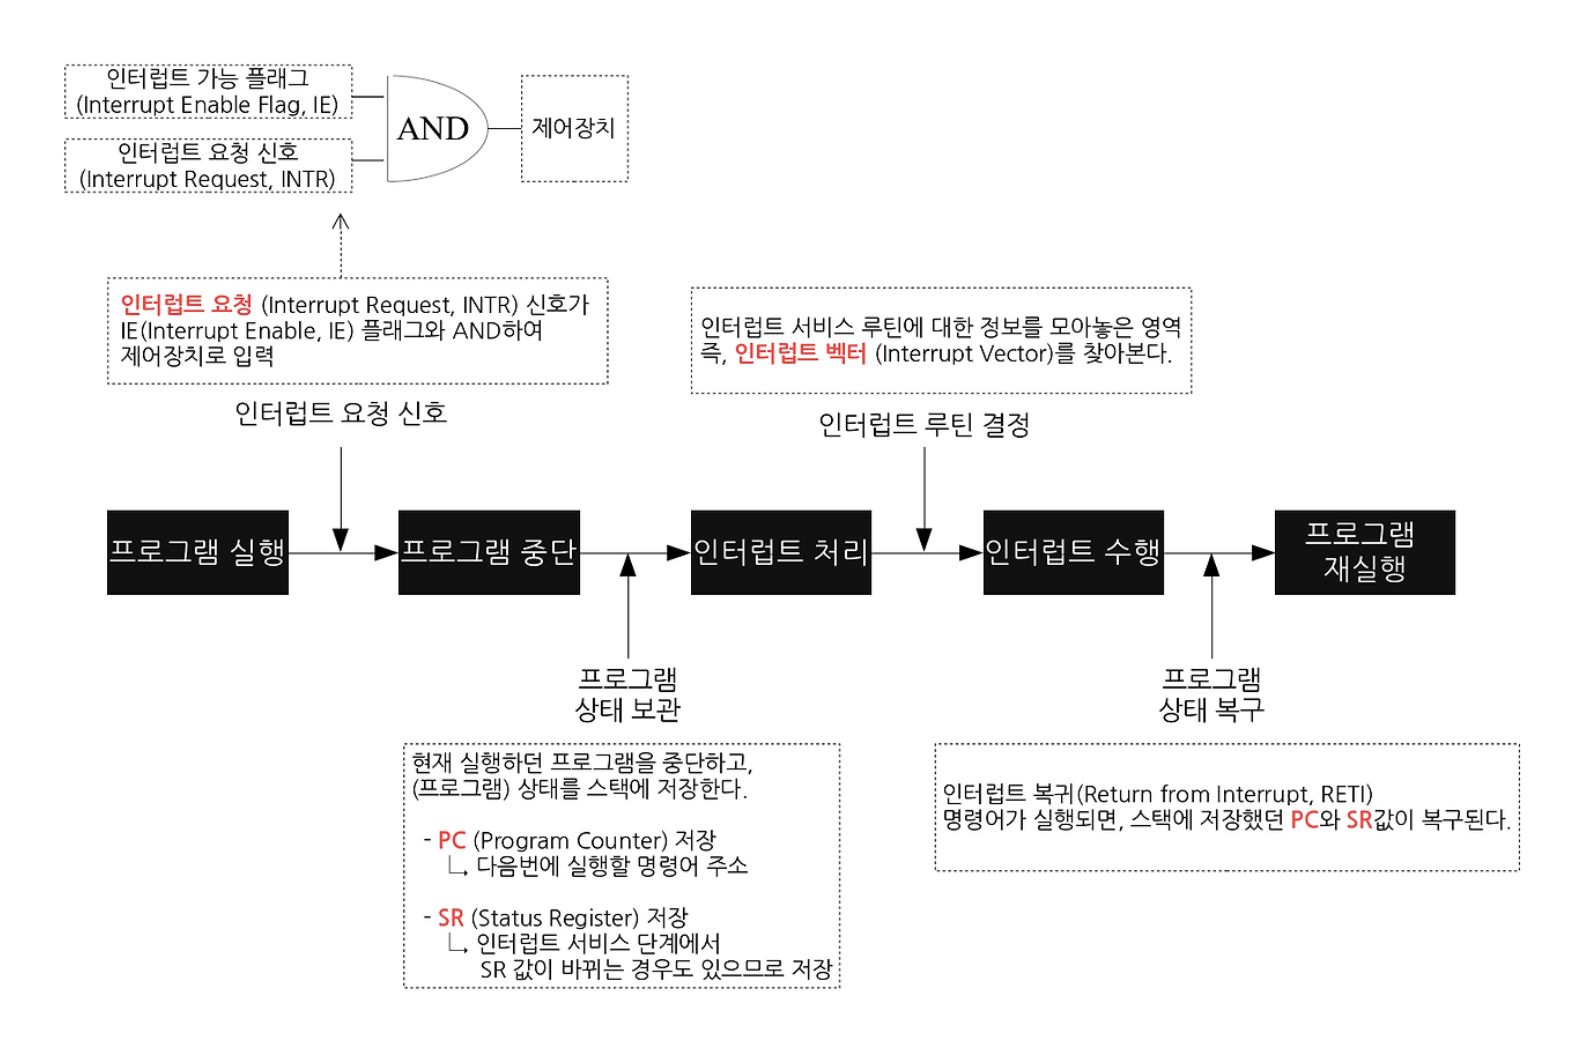 인터럽트 가능 플래그
(Interrupt Enable Flag, IE)
인터럽트 요청 신호
(Interrupt Request, INTR)
AND
제어장치
인터럽트 요청 (Interrupt Request, INTR) 신호가
IE(Interrupt Enable, IE) 플래그와 AND하여
제어장치로 입력
인터럽트 요청 신호
인터럽트 서비스 루틴에 대한 정보를 모아놓은 영역
즉, 인터럽트 벡터 (Interrupt Vector)를 찾아본다.
인터럽트 루틴 결정
프로그램 실행
프로그램 중단
인터럽트 처리
인터럽트 수행
프로그램
재실행
프로그램
상태 보관
현재 실행하던 프로그램을 중단하고,
(프로그램) 상태를 스택에 저장한다.
- PC (Program Counter) 저장
다음번에 실행할 명령어 주소
- SR (Status Register) 저장
인터럽트 서비스 단계에서
SR 값이 바뀌는 경우도 있으므로 저장
프로그램
상태 복구
인터럽트 복귀(Return from Interrupt, RETI)
명령어가 실행되면, 스택에 저장했던 PC와 SR값이 복구된다.